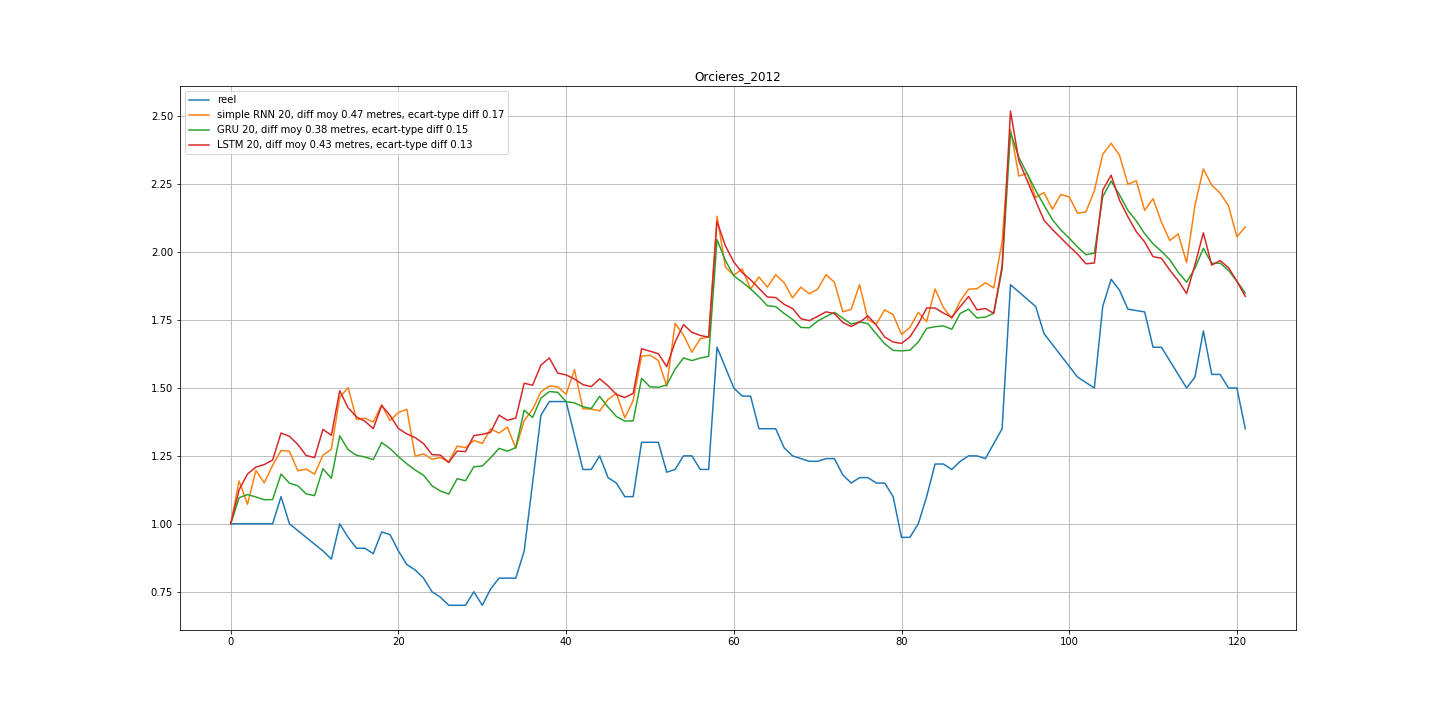 Orcieres_2012
reel
simple RNN 20, diff moy 0.47 metres, ecart-type diff 0.17
GRU 20, diff moy 0.38 metres, ecart-type diff 0.15
LSTM 20, diff moy 0.43 metres, ecart-type diff 0.13
2.50
2.25
2.00
1.75
1.50
1.25
1.00
0.75
0 20 40 60 80 100 120